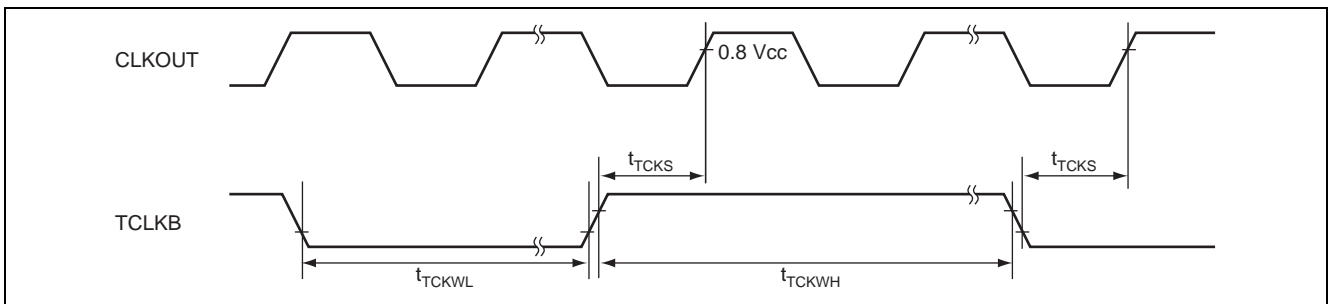 CLKOUT
0.8 Vcc
tTCKS
tTCKS
TCLKB
tTCKWL
tTCKWH